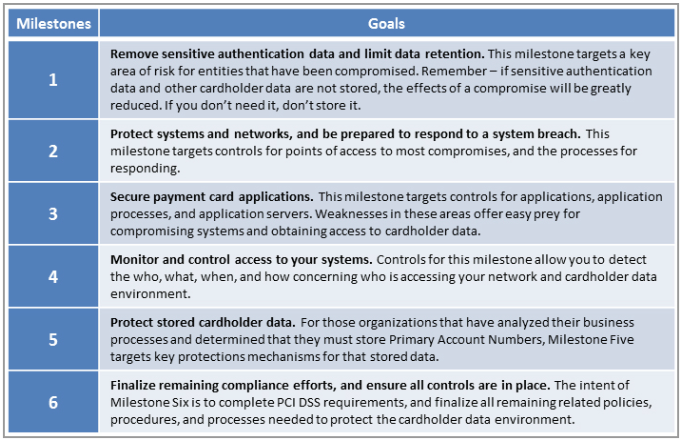 Milestones Goals
1
Remove sensitive authentication data and limit data retention. This milestone targets a key
area of risk for entities that have been compromised. Remember – if sensitive authentication
data and other cardholder data are not stored, the effects of a compromise will be greatly
reduced. If you don't need it, don't store it.
2
Protect systems and networks, and be prepared to respond to a system breach. This
milestone targets controls for points of access to most compromises, and the processes for
responding.
3
Secure payment card applications. This milestone targets controls for applications, application
processes, and application servers. Weaknesses in these areas offer easy prey for
compromising systems and obtaining access to cardholder data.
4
Monitor and control access to your systems. Controls for this milestone allow you to detect
the who, what, when, and how concerning who is accessing your network and cardholder data
environment.
5
Protect stored cardholder data. For those organizations that have analyzed their business
processes and determined that they must store Primary Account Numbers, Milestone Five
targets key protections mechanisms for that stored data.
6
Finalize remaining compliance efforts, and ensure all controls are in place. The intent of
Milestone Six is to complete PCI DSS requirements, and finalize all remaining related policies,
procedures, and processes needed to protect the cardholder data environment.